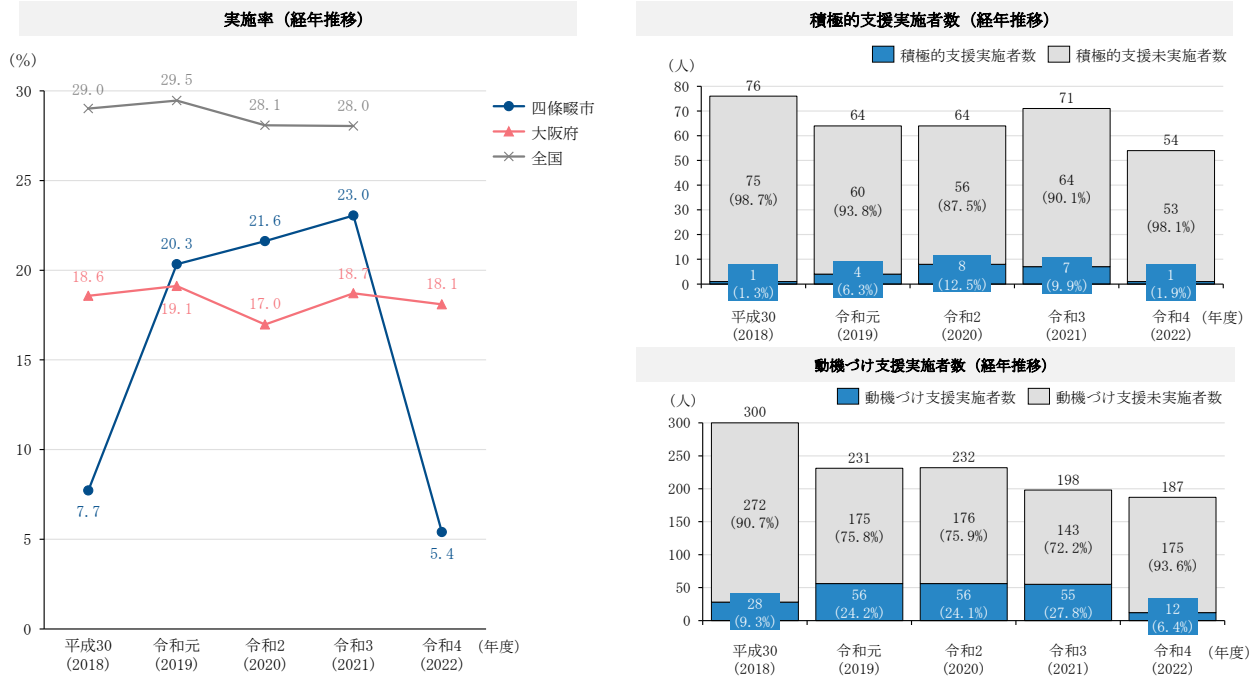 実施率（経年推移）
（%）
30
25
20
15
10
5
0
29.0
29.5
28.1
28.0
23.0
21.6
20.3
18.6
19.1
17.0
18.7
18.1
7.7
5.4
四條畷市
大阪府
全国
平成30 令和元 令和2 令和3 令和4 （年度）
（2018） （2019） （2020） （2021） （2022）
積極的支援実施者数（経年推移）
積極的支援実施者数 積極的支援未実施者数
（人）
80
70
60
50
40
30
20
10
0
76 64 64 71 54
75 60 56 64 53
(98.7%) (93.8%) (87.5%) (90.1%) (98.1%)
1 4 8 7 1
(1.3%) (6.3%) (12.5%) (9.9%) (1.9%)
平成30 令和元 令和2 令和3 令和4 （年度）
（2018） （2019） （2020） （2021） （2022）
動機づけ支援実施者数（経年推移）
動機づけ支援実施者数 動機づけ支援未実施者数
（人）
300
250
200
150
100
50
0
300 231 232 198 187
272 175 176 143 175
(90.7%) (75.8%) (75.9%) (72.2%) (93.6%)
28 56 56 55 12
(9.3%) (24.2%) (24.1%) (27.8%) (6.4%)
平成30 令和元 令和2 令和3 令和4 （年度）
（2018） （2019） （2020） （2021） （2022）